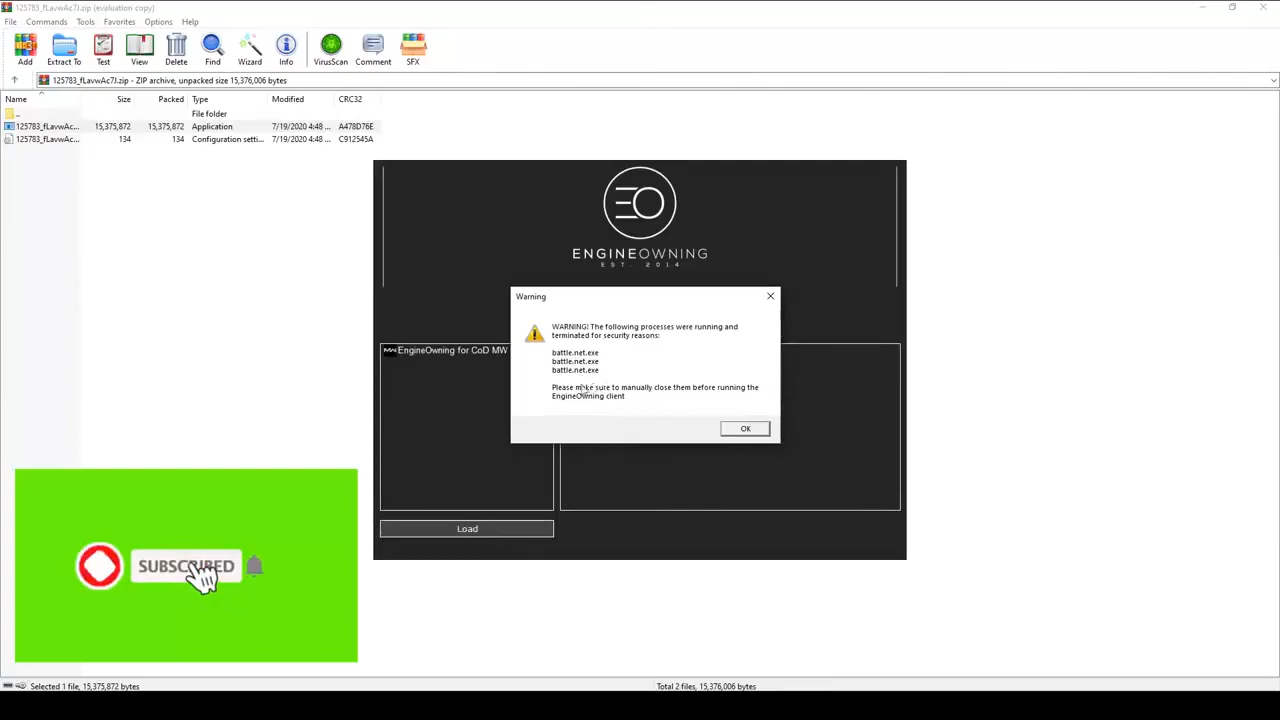 125783_fLavwAc7J.zip (evaluation copy)
File Commands Tools Favorites Options Help
Add Extract To Test View Delete Find Wizard Info VirusScan Comment SFX
125783_fLavwAc7J.zip - ZIP archive, unpacked size 15,376,006 bytes
Name Size Packed Type Modified CRC32
.. File folder
125783_fLavwAc... 15,375,872 15,375,872 Application 7/19/2020 4:48 ... A478D76E
125783_fLavwAc... 134 134 Configuration setti... 7/19/2020 4:48 ... C912545A
EO
ENGINEOWNING
EST. 2014
Warning
WARNING! The following processes were running and
terminated for security reasons:
battle.net.exe
battle.net.exe
battle.net.exe
Please make sure to manually close them before running the
EngineOwning client
OK
EngineOwning for CoD MW
Load
SUBSCRIBED
Selected 1 file, 15,375,872 bytes
Total 2 files, 15,376,006 bytes